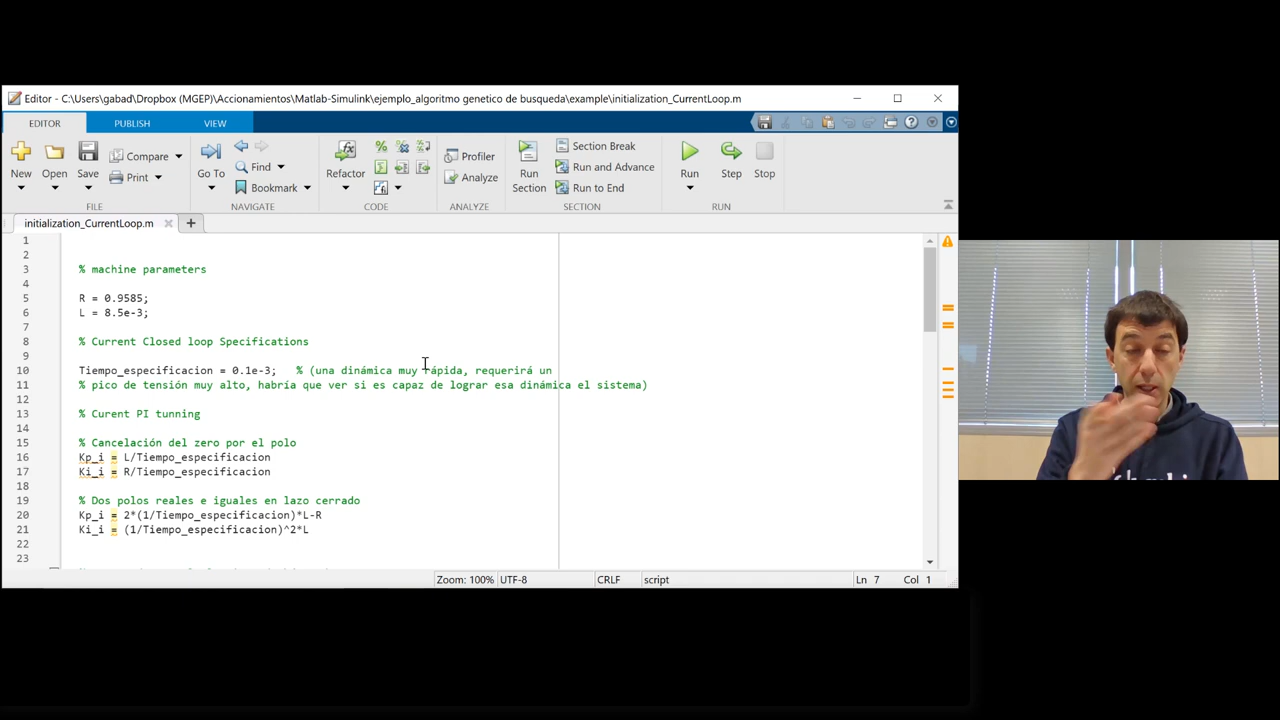 Editor - C:\Users\gabad\Dropbox (MGEP)\Accionamientos\Matlab-Simulink\ejemplo_algoritmo genetico de busqueda\example\initialization_CurrentLoop.m
EDITOR PUBLISH VIEW
New Open Save Compare Print
Go To Find Bookmark
Refactor
Profiler Analyze
Run Section
Section Break
Run and Advance
Run to End
Run Step Stop
FILE NAVIGATE CODE ANALYZE SECTION RUN
initialization_CurrentLoop.m
1
2
3 % machine parameters
4
5 R = 0.9585;
6 L = 8.5e-3;
7
8 % Current Closed loop Specifications
9
10 Tiempo_especificacion = 0.1e-3; % (una dinámica muy rápida, requerirá un
11 % pico de tensión muy alto, habría que ver si es capaz de lograr esa dinámica el sistema)
12
13 % Curent PI tunning
14
15 % Cancelación del zero por el polo
16 Kp_i = L/Tiempo_especificacion
17 Ki_i = R/Tiempo_especificacion
18
19 % Dos polos reales e iguales en lazo cerrado
20 Kp_i = 2*(1/Tiempo_especificacion)*L-R
21 Ki_i = (1/Tiempo_especificacion)^2*L
22
23
Zoom: 100% UTF-8 CRLF script Ln 7 Col 1